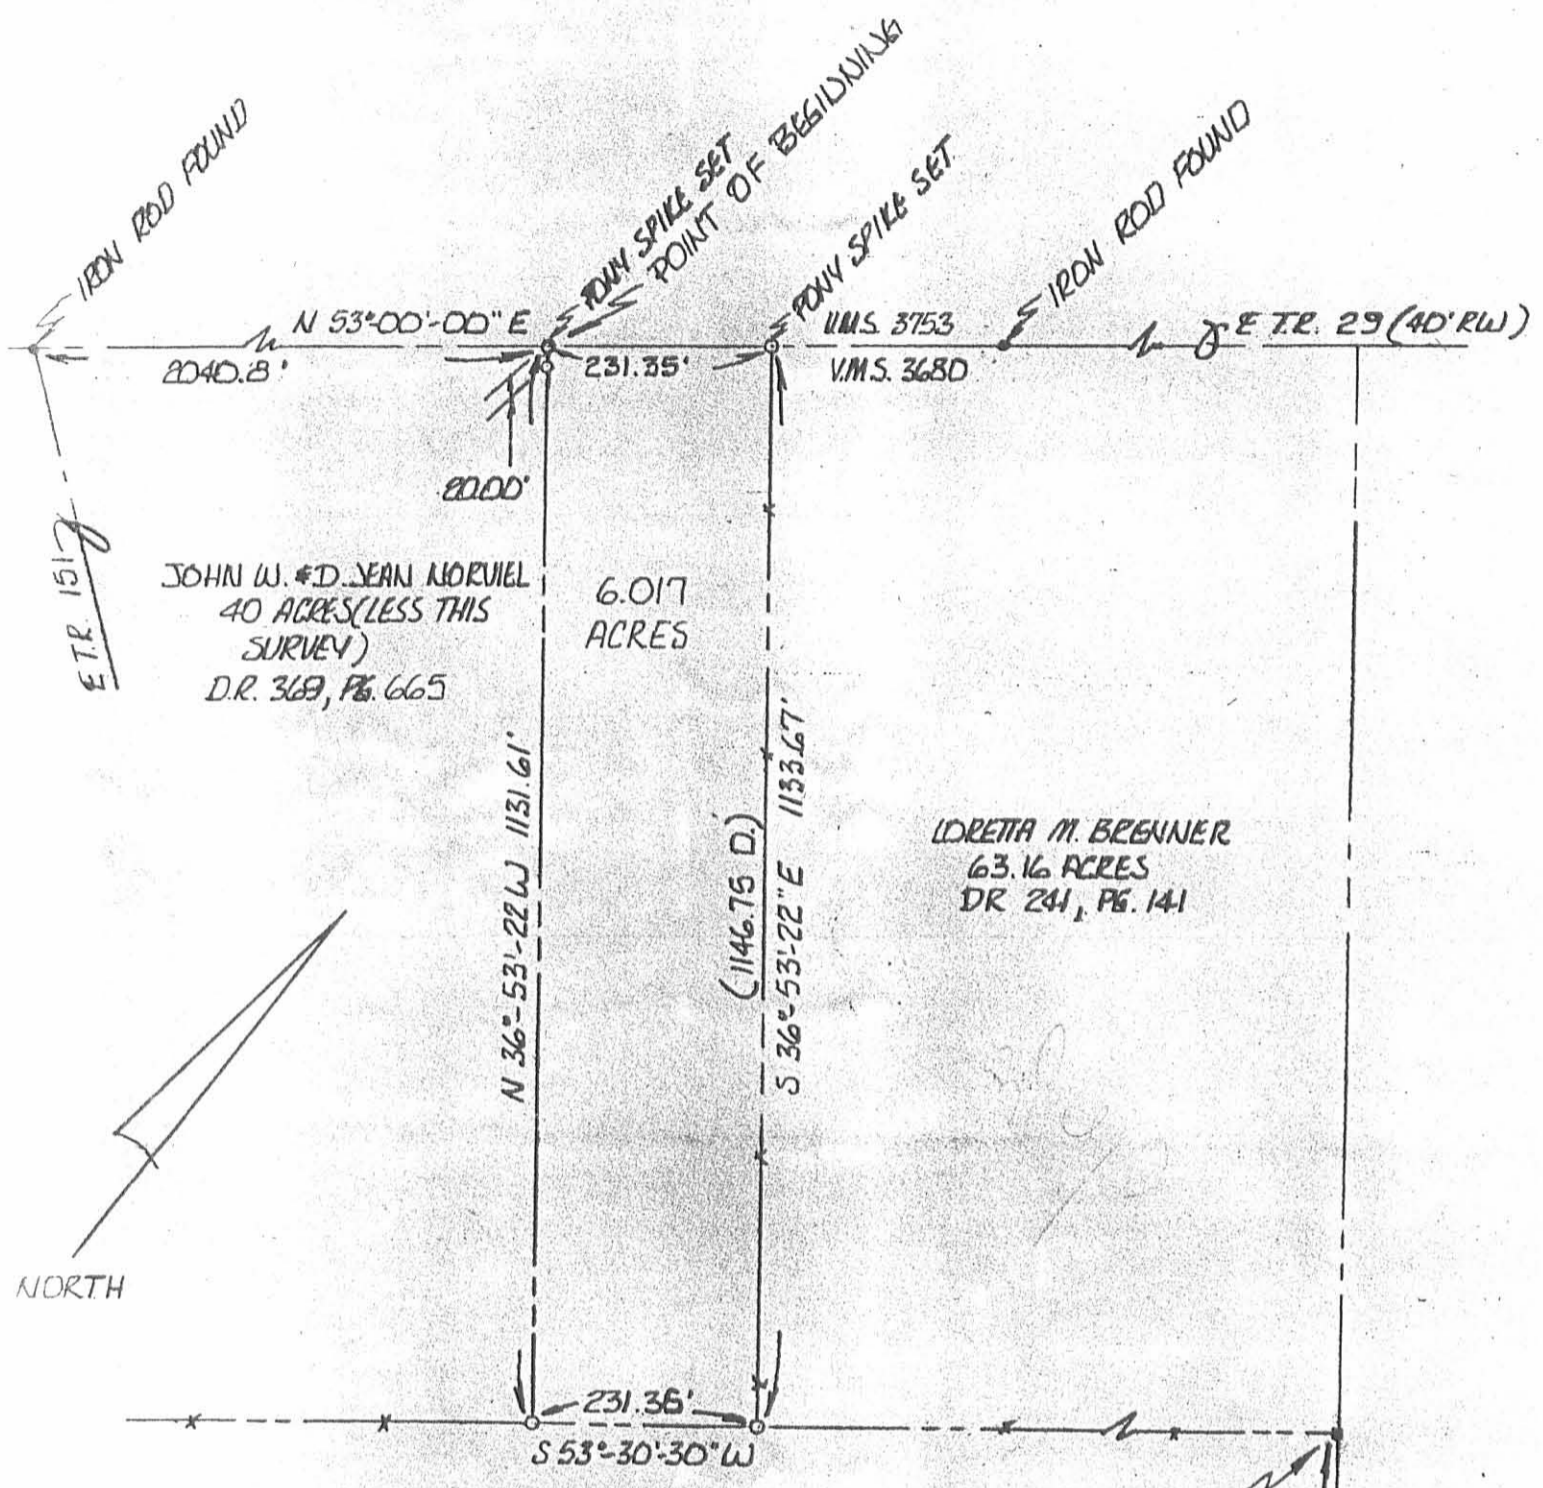 IRON ROD FOUND
PONY SPIKE SET
POINT OF BEGINNING
PONY SPIKE SET
IRON ROD FOUND
N 53°-00'-00" E
V.M.S. 3753
T.R. 29 (40' RW)
2040.8'
231.35'
V.M.S. 3680
20.00'
T.R. 151
JOHN W. & D. JEAN NORVIEL
40 ACRES (LESS THIS
SURVEY)
D.R. 369, PG. 665
6.017
ACRES
N 36°-53'-22 W 1131.61'
(1146.75 D.)
S 36°-53'-22" E 1133.67'
LORETTA M. BRENNER
63.16 ACRES
DR 241, PG. 141
NORTH
231.36'
S 53°-30'-30" W